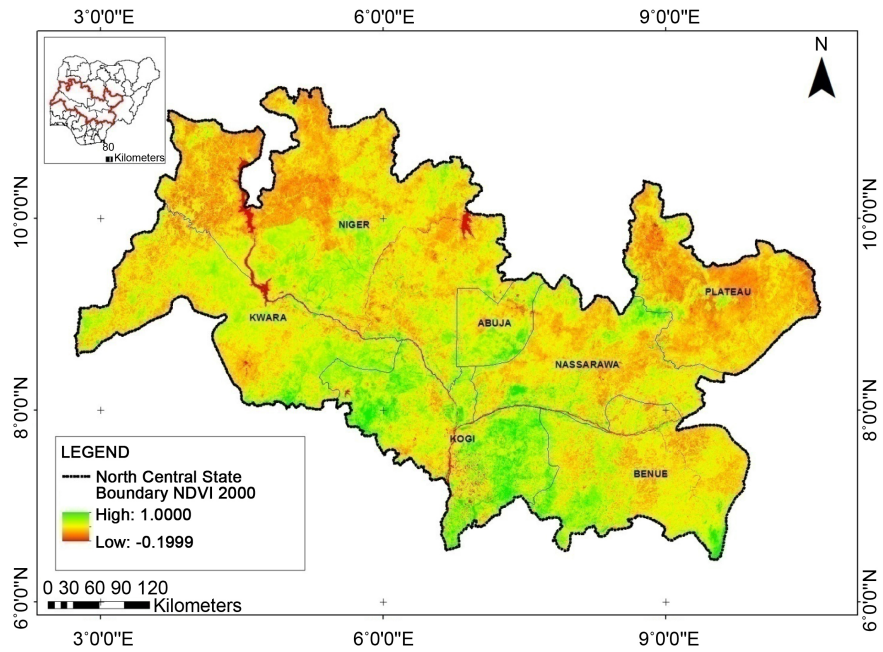 3°0'0"E 6°0'0"E 9°0'0"E
N
80
Kilometers
10°0'0"N
10°0'0"N
NIGER
PLATEAU
KWARA
ABUJA
NASSARAWA
8°0'0"N
8°0'0"N
KOGI
BENUE
LEGEND
North Central State
Boundary NDVI 2000
High: 1.0000
Low: -0.1999
0 30 60 90 120
Kilometers
6°0'0"N
6°0'0"N
3°0'0"E 6°0'0"E 9°0'0"E